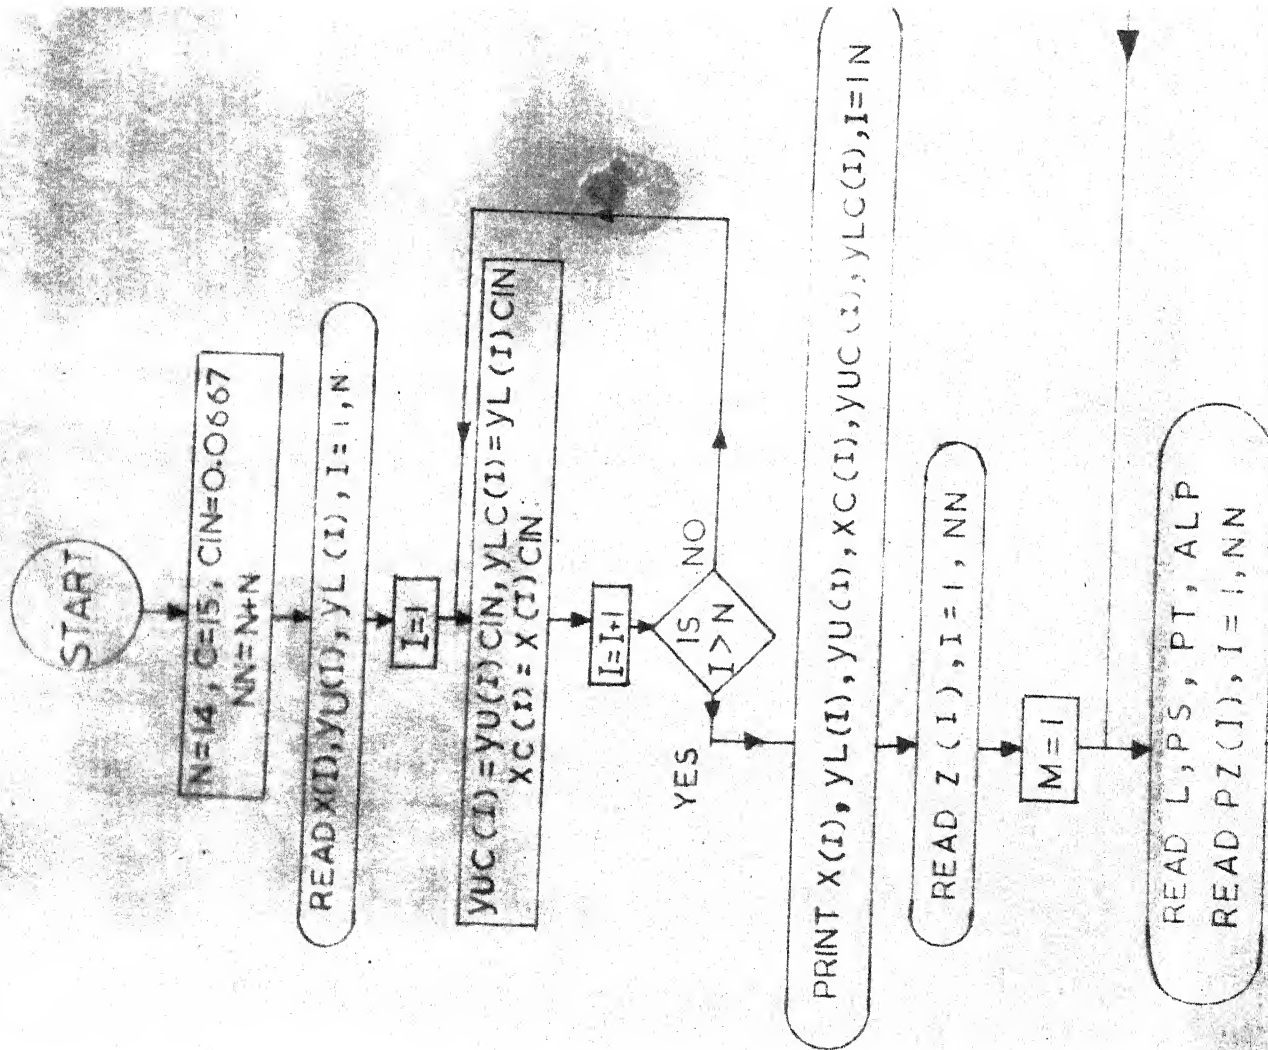 START
N=14, C=15, CIN=0.0667
NN=N+N
READ X(I), YU(I), YL(I), I=1, N
I=1
YUC(I)=YU(I)CIN, YLC(I)=YL(I)CIN
XC(I)=X(I)CIN
I=I+1
IS
I>N
NO
YES
PRINT X(I), YL(I), YU(I), XC(I), YUC(I), YLC(I), I=1 N
READ Z(I), I=1, NN
M=1
READ L, PS, PT, ALP
READ PZ(I), I=1, NN